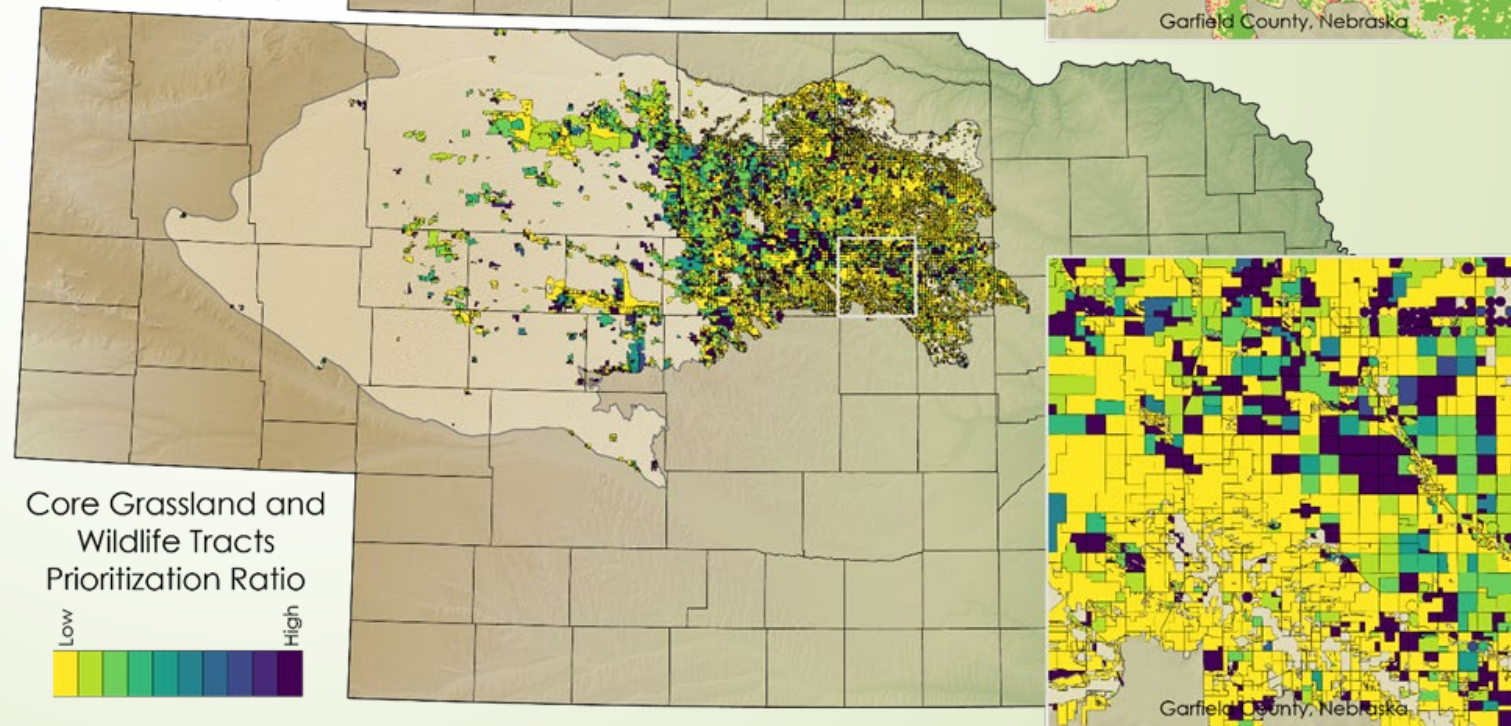 Garfield County, Nebraska
Core Grassland and
Wildlife Tracts
Prioritization Ratio
Low
High
Garfield County, Nebraska